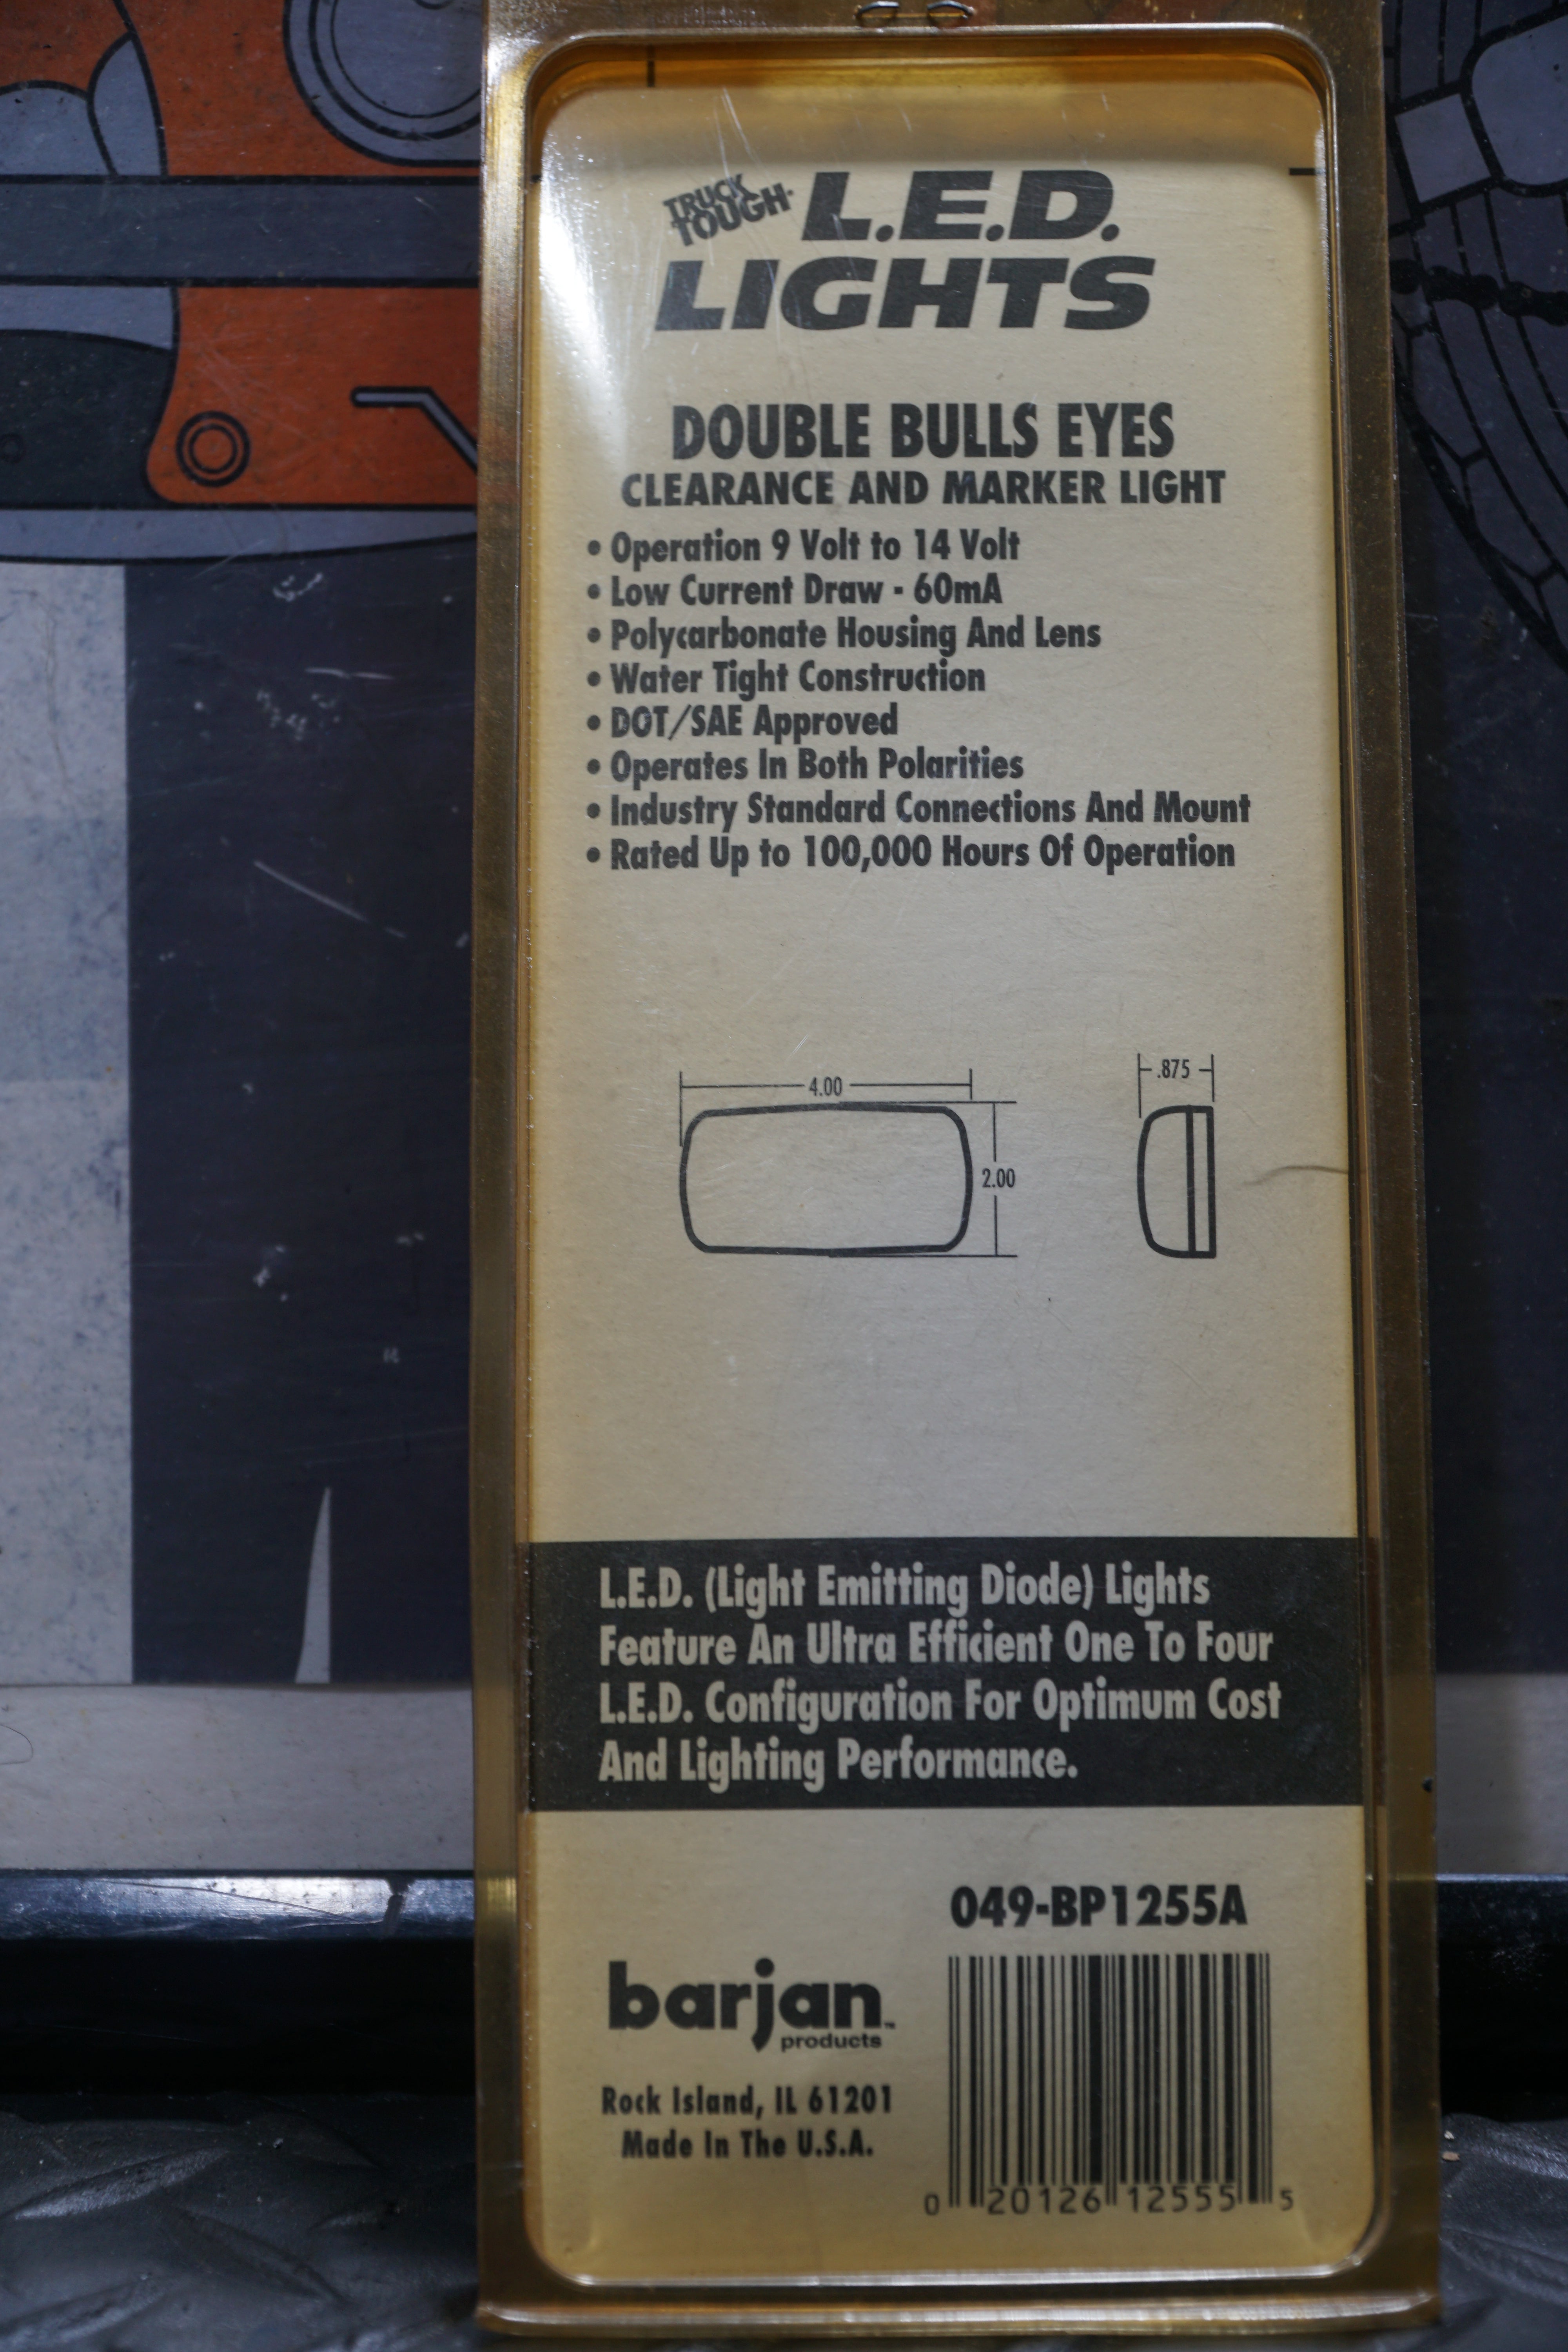 TRUCK TOUGH L.E.D.
LIGHTS
DOUBLE BULLS EYES
CLEARANCE AND MARKER LIGHT
• Operation 9 Volt to 14 Volt
• Low Current Draw - 60mA
• Polycarbonate Housing And Lens
• Water Tight Construction
• DOT/SAE Approved
• Operates In Both Polarities
• Industry Standard Connections And Mount
• Rated Up to 100,000 Hours Of Operation
4.00
.875
2.00
L.E.D. (Light Emitting Diode) Lights
Feature An Ultra Efficient One To Four
L.E.D. Configuration For Optimum Cost
And Lighting Performance.
049-BP1255A
barjan™
products
Rock Island, IL 61201
Made In The U.S.A.
0 20126 12555 5